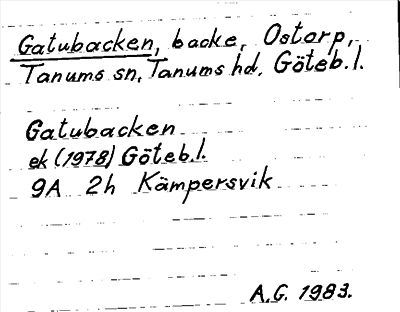 Gatubacken, backe, Ostorp,
Tanums sn, Tanums hd, Göteb.l.
Gatubacken
ek (1978) Göteb.l.
9A 2h Kämpersvik
A.G. 1983.